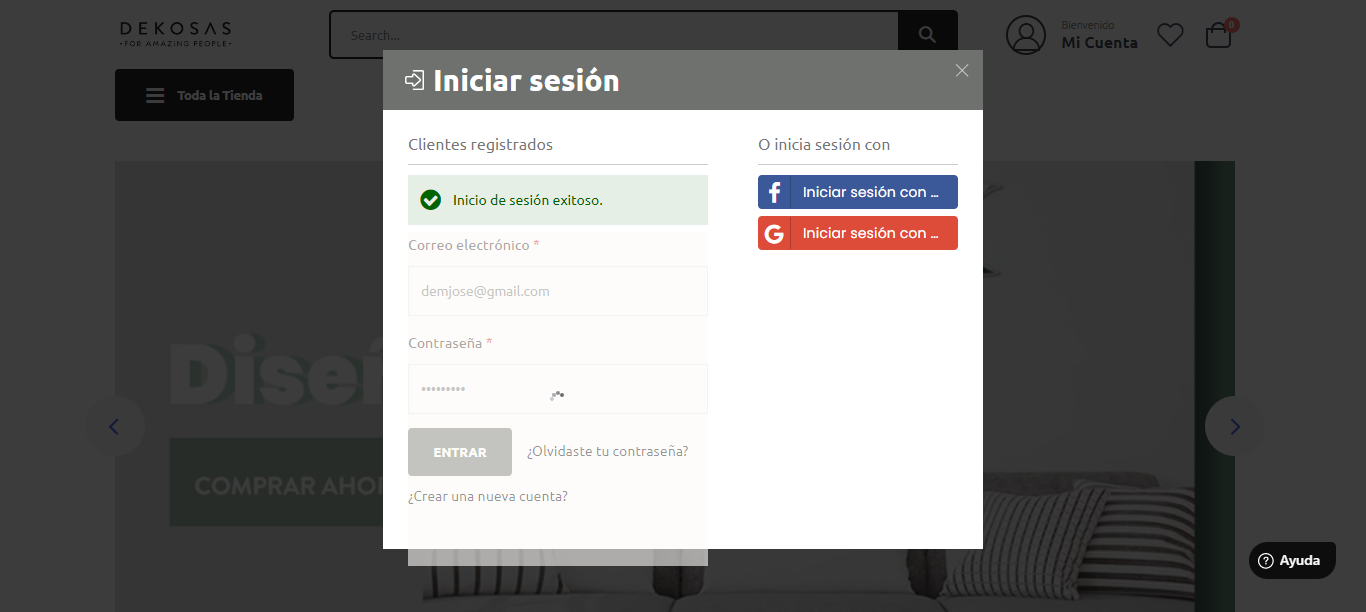 DEKOSAS
•FOR AMAZING PEOPLE•
Search...
Bienvenido
Mi Cuenta
0
Toda la Tienda
Iniciar sesión
Clientes registrados
Inicio de sesión exitoso.
Correo electrónico *
demjose@gmail.com
Contraseña *
•••••••••
ENTRAR
¿Olvidaste tu contraseña?
¿Crear una nueva cuenta?
O inicia sesión con
Iniciar sesión con ...
Iniciar sesión con ...
COMPRAR
Ayuda